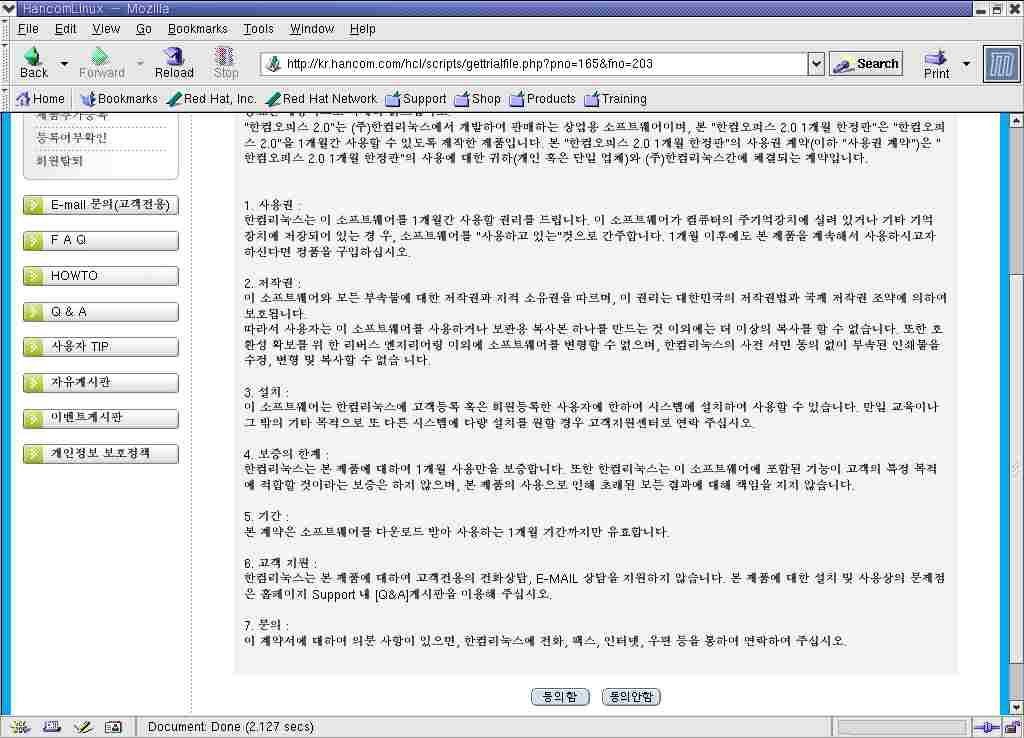 HancomLinux - Mozilla
File Edit View Go Bookmarks Tools Window Help
Back Forward Reload Stop http://kr.hancom.com/hcl/scripts/gettrialfile.php?pno=165&fno=203 Search Print
Home Bookmarks Red Hat, Inc. Red Hat Network Support Shop Products Training
등록여부확인
회원탈퇴
E-mail 문의(고객전용)
F A Q
HOWTO
Q & A
사용자 TIP
자유게시판
이벤트게시판
개인정보 보호정책
"한컴오피스 2.0"는 (주)한컴리눅스에서 개발하여 판매하는 상업용 소프트웨어이며, 본 "한컴오피스 2.0 1개월 한정판"은 "한컴오피
스 2.0"을 1개월간 사용할 수 있도록 제작한 제품입니다. 본 "한컴오피스 2.0 1개월 한정판"의 사용권 계약(이하 "사용권 계약")은 "
한컴오피스 2.0 1개월 한정판"의 사용에 대한 귀하(개인 혹은 단일 업체)와 (주)한컴리눅스간에 체결되는 계약입니다.
1. 사용권 :
한컴리눅스는 이 소프트웨어를 1개월간 사용할 권리를 드립니다. 이 소프트웨어가 컴퓨터의 주기억장치에 실려 있거나 기타 기억
장치에 저장되어 있는 경 우, 소프트웨어를 "사용하고 있는"것으로 간주합니다. 1개월 이후에도 본 제품을 계속해서 사용하시고자
하신다면 정품을 구입하십시오.
2. 저작권 :
이 소프트웨어와 모든 부속물에 대한 저작권과 지적 소유권을 따르며, 이 권리는 대한민국의 저작권법과 국제 저작권 조약에 의하여
보호됩니다.
따라서 사용자는 이 소프트웨어를 사용하거나 보관용 복사본 하나를 만드는 것 이외에는 더 이상의 복사를 할 수 없습니다. 또한 호
환성 확보를 위 한 리버스 엔지리어링 이외에 소프트웨어를 변형할 수 없으며, 한컴리눅스의 사전 서면 동의 없이 부속된 인쇄물을
수정, 변형 및 복사할 수 없습 니다.
3. 설치 :
이 소프트웨어는 한컴리눅스에 고객등록 혹은 회원등록한 사용자에 한하여 시스템에 설치하여 사용할 수 있습니다. 만일 교육이나
그 밖의 기타 목적으로 또 다른 시스템에 다량 설치를 원할 경우 고객지원센터로 연락 주십시오.
4. 보증의 한계 :
한컴리눅스는 본 제품에 대하여 1개월 사용만을 보증합니다. 또한 한컴리눅스는 이 소프트웨어에 포함된 기능이 고객의 특정 목적
에 적합할 것이라는 보증은 하지 않으며, 본 제품의 사용으로 인해 초래된 모든 결과에 대해 책임을 지지 않습니다.
5. 기간 :
본 계약은 소프트웨어를 다운로드 받아 사용하는 1개월 기간까지만 유효합니다.
6. 고객 지원 :
한컴리눅스는 본 제품에 대하여 고객전용의 전화상담, E-MAIL 상담을 지원하지 않습니다. 본 제품에 대한 설치 및 사용상의 문제점
은 홈페이지 Support 내 [Q&A]게시판을 이용해 주십시오.
7. 문의 :
이 계약서에 대하여 의문 사항이 있으면, 한컴리눅스에 전화, 팩스, 인터넷, 우편 등을 통하여 연락하여 주십시오.
동의함 동의안함
Document: Done (2.127 secs)